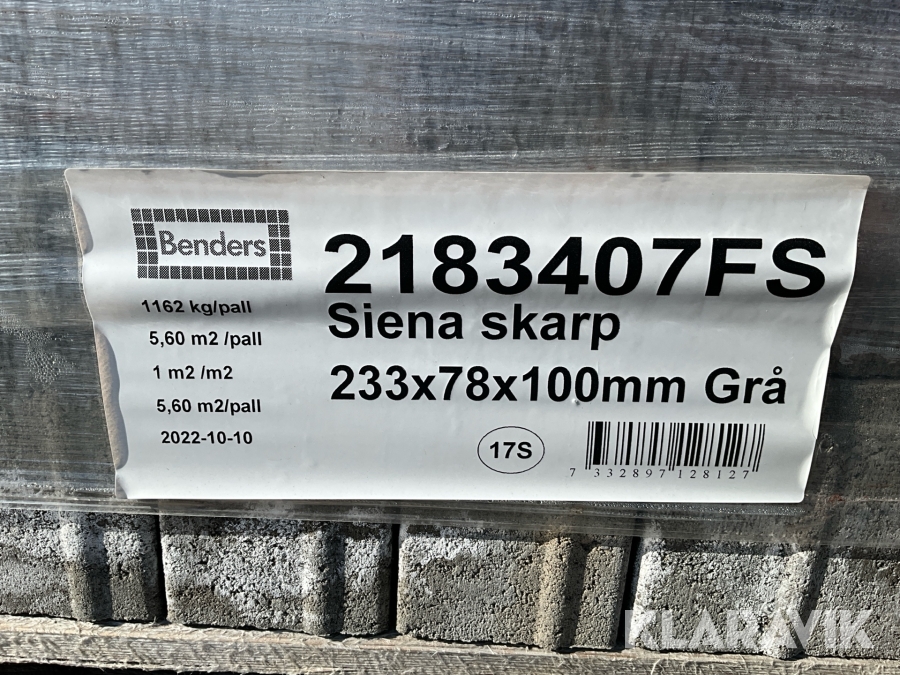 Benders
2183407FS
Siena skarp
233x78x100mm Grå
1162 kg/pall
5,60 m2 /pall
1 m2 /m2
5,60 m2/pall
2022-10-10
17S
7 332897 128127
KLARAVIK